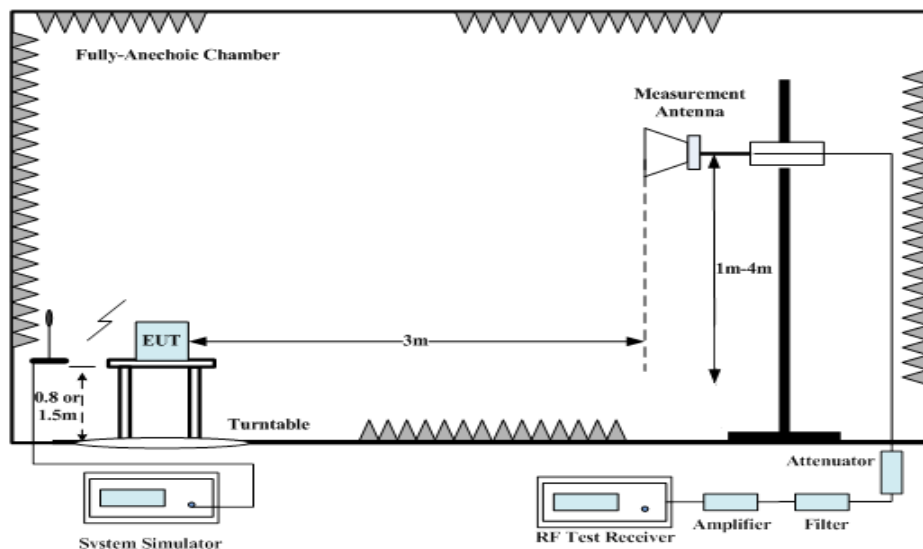 Fully-Anechoic Chamber
Measurement
Antenna
1m-4m
EUT
3m
0.8 or
1.5m
Turntable
Attenuator
System Simulator
RF Test Receiver
Amplifier
Filter